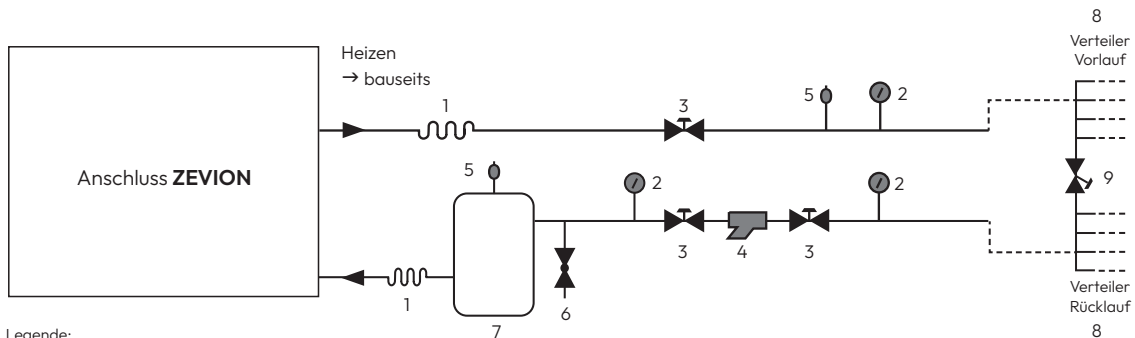 8
Verteiler
Vorlauf
Heizen
→ bauseits
1
3
5
2
Anschluss ZEVION
5
2
2
9
3
4
3
1
6
7
Verteiler
Rücklauf
8
Legende: